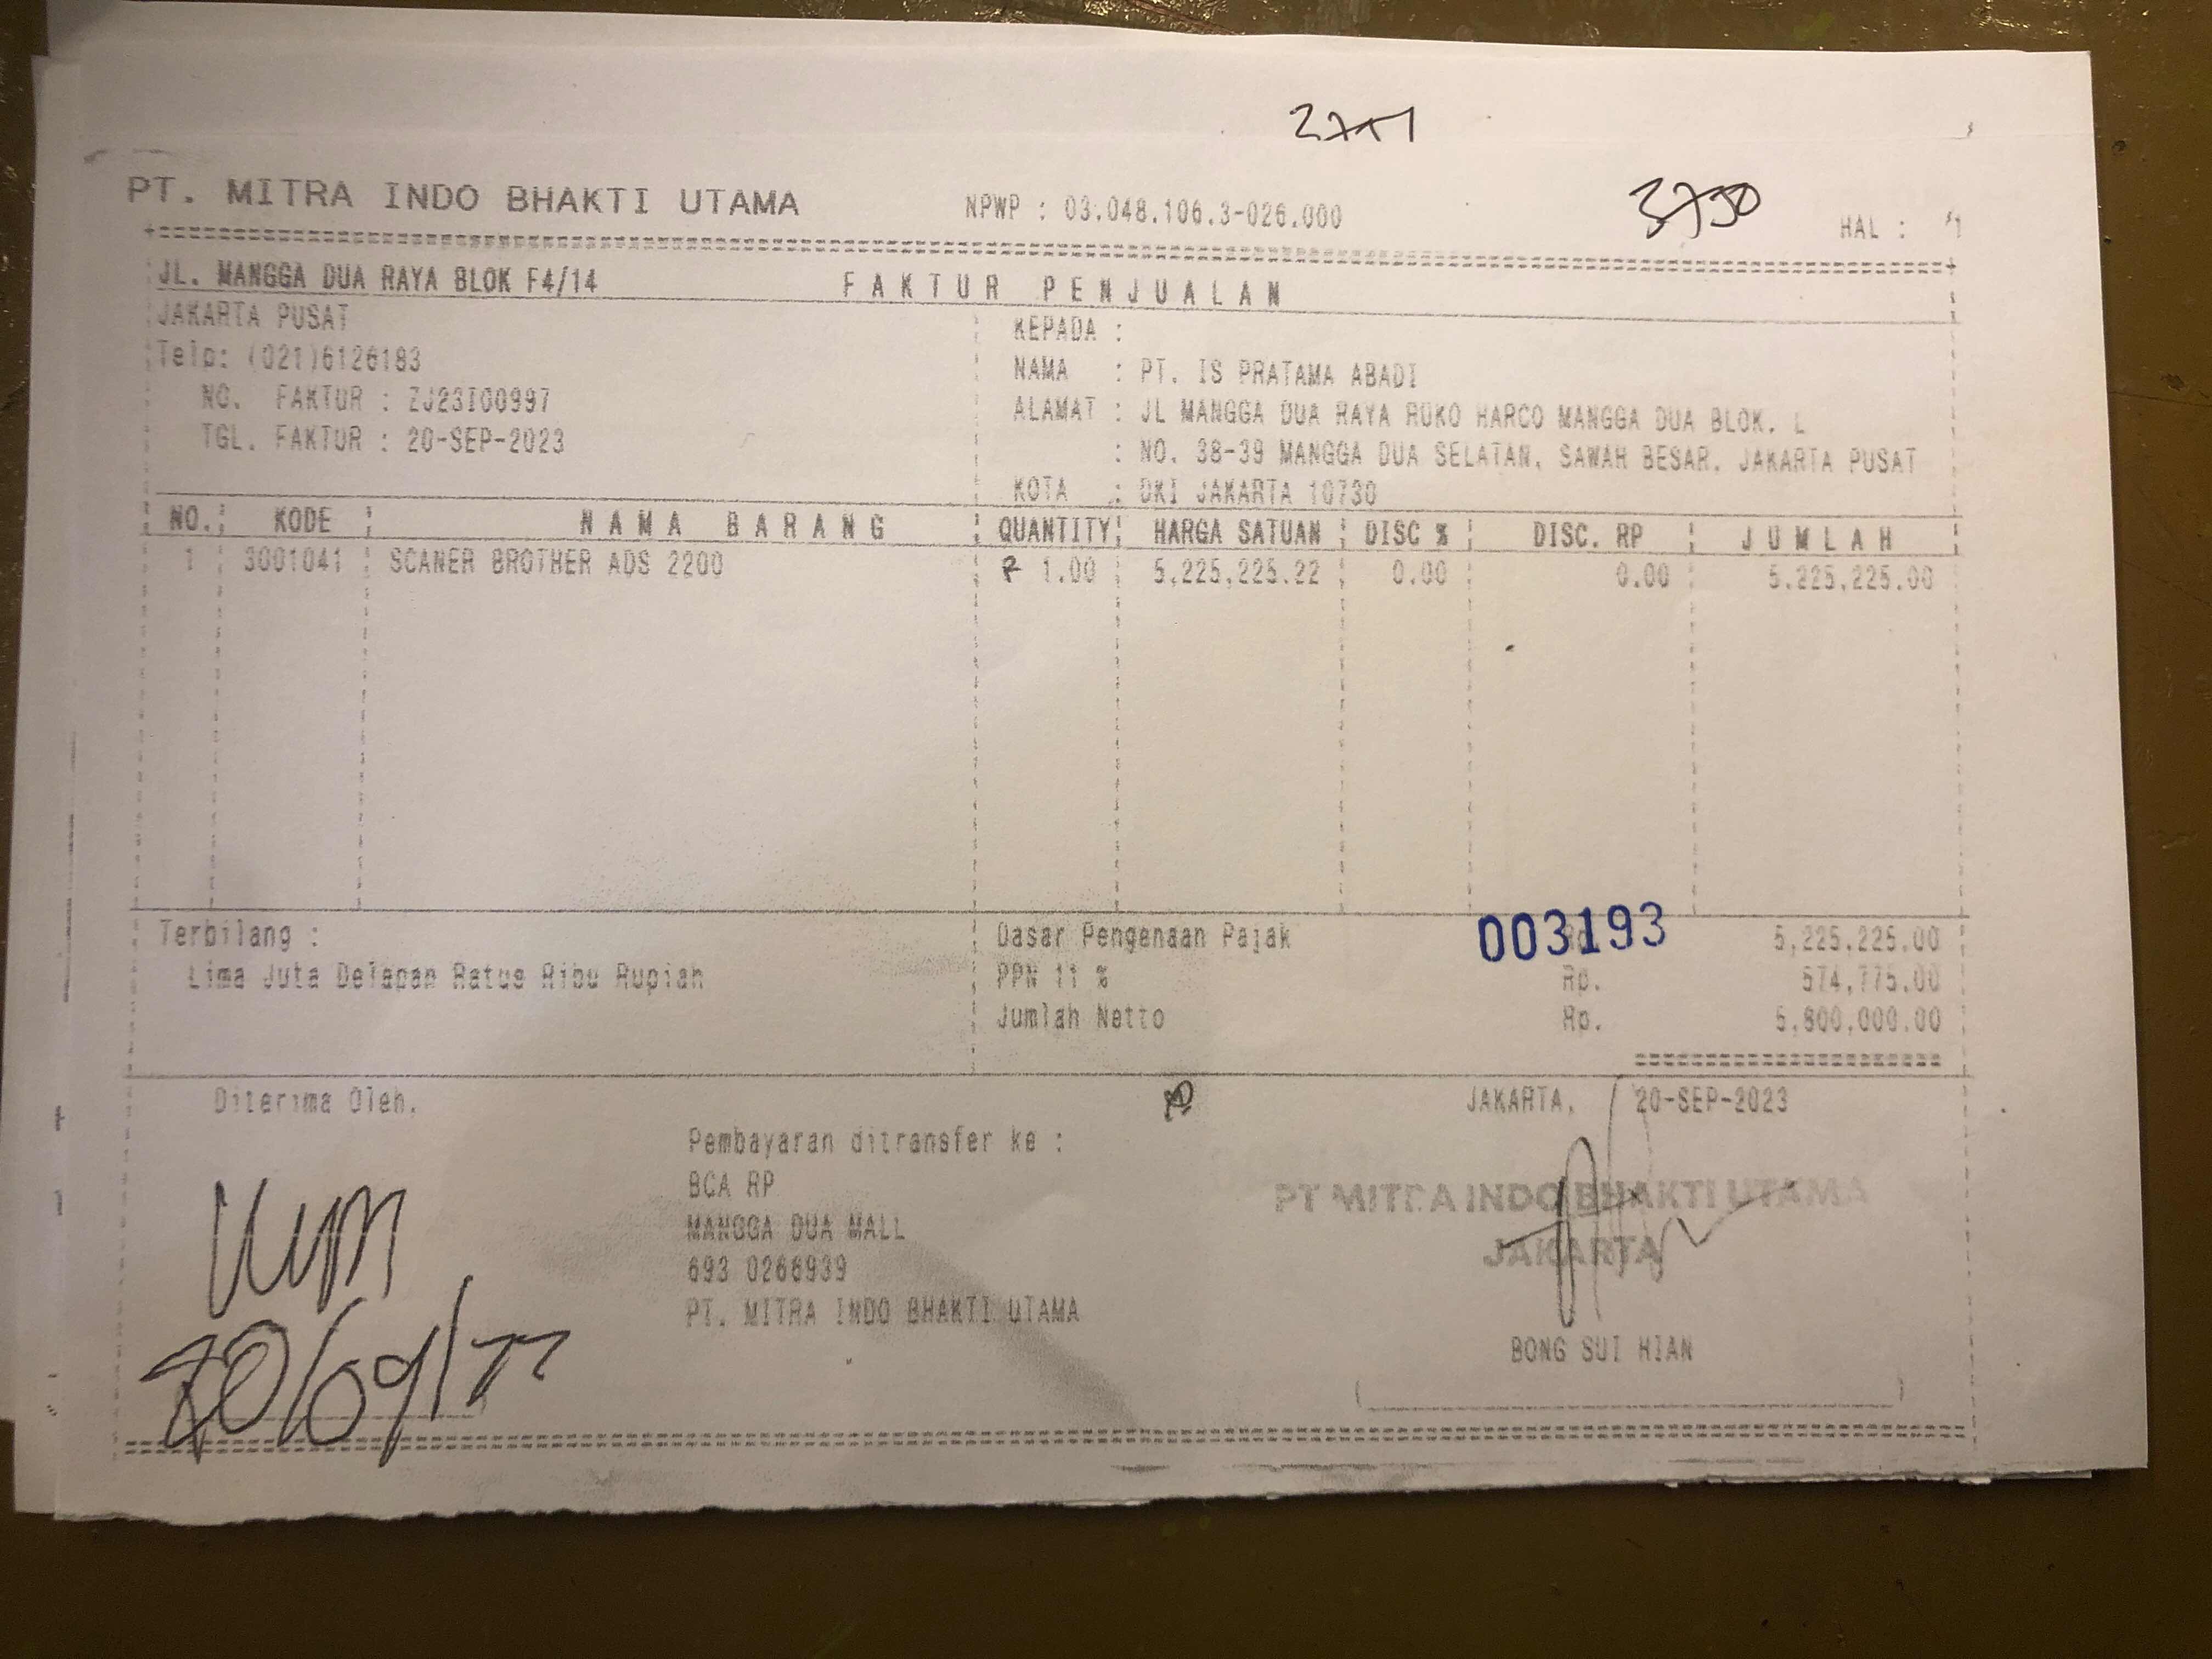 3730
PT. MITRA INDO BHAKTI UTAMA NPWP : 03.048.106.3-026.000 HAL : 1
JL. MANGGA DUA RAYA BLOK F4/14 FAKTUR PENJUALAN
JAKARTA PUSAT
Telp: (021)6126183
NO. FAKTUR : ZJ23I00997
TGL. FAKTUR : 20-SEP-2023
KEPADA :
NAMA : PT. IS PRATAMA ABADI
ALAMAT : JL MANGGA DUA RAYA RUKO HARCO MANGGA DUA BLOK. L
: NO. 38-39 MANGGA DUA SELATAN, SAWAH BESAR, JAKARTA PUSAT
KOTA : DKI JAKARTA 10730
NO. KODE NAMA BARANG QUANTITY HARGA SATUAN DISC % DISC. RP JUMLAH
1 3001041 SCANER BROTHER ADS 2200 1.00 5,225,225.22 0.00 0.00 5,225,225.00
003193
Terbilang :
Lima Juta Delapan Ratus Ribu Rupiah
Dasar Pengenaan Pajak Rp. 5,225,225.00
PPN 11 % Rp. 574,775.00
Jumlah Netto Rp. 5,800,000.00
Diterima Oleh,
Pembayaran ditransfer ke :
BCA RP
MANGGA DUA MALL
693 0266939
PT. MITRA INDO BHAKTI UTAMA
JAKARTA, 20-SEP-2023
PT MITRA INDO BHAKTI UTAMA
JAKARTA
BONG SUI HIAN